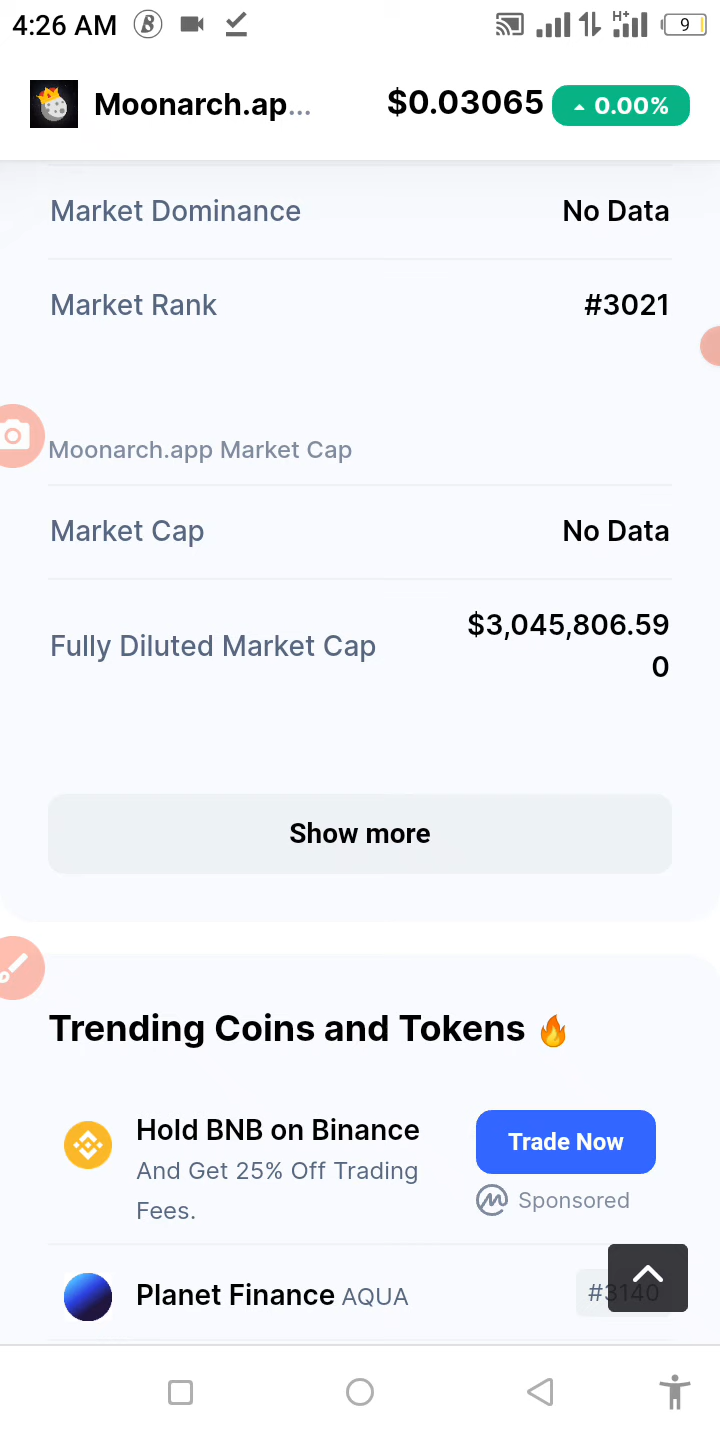 4:26 AM B H+ 9
Moonarch.ap... $0.03065 0.00%
Market Dominance No Data
Market Rank #3021
Moonarch.app Market Cap
Market Cap No Data
Fully Diluted Market Cap $3,045,806.59
0
Show more
Trending Coins and Tokens 🔥
Hold BNB on Binance Trade Now
And Get 25% Off Trading
Fees.
Sponsored
Planet Finance AQUA #3140